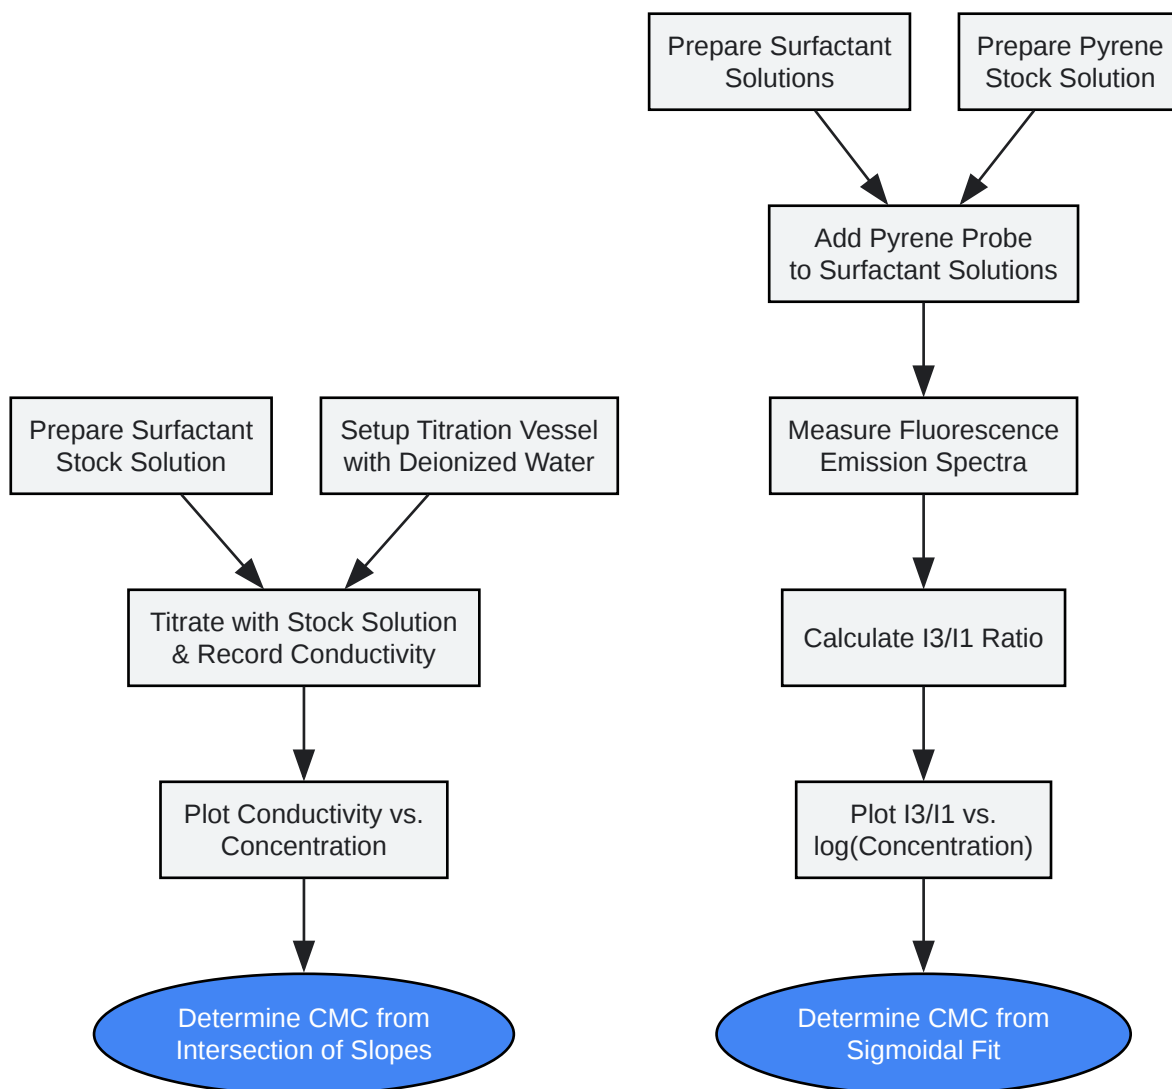 Prepare Surfactant
Solutions
Prepare Pyrene
Stock Solution
Add Pyrene Probe
to Surfactant Solutions
Prepare Surfactant
Stock Solution
Setup Titration Vessel
with Deionized Water
Measure Fluorescence
Emission Spectra
Titrate with Stock Solution
& Record Conductivity
Calculate I3/I1 Ratio
Plot Conductivity vs.
Concentration
Plot I3/I1 vs.
log(Concentration)
Determine CMC from
Intersection of Slopes
Determine CMC from
Sigmoidal Fit